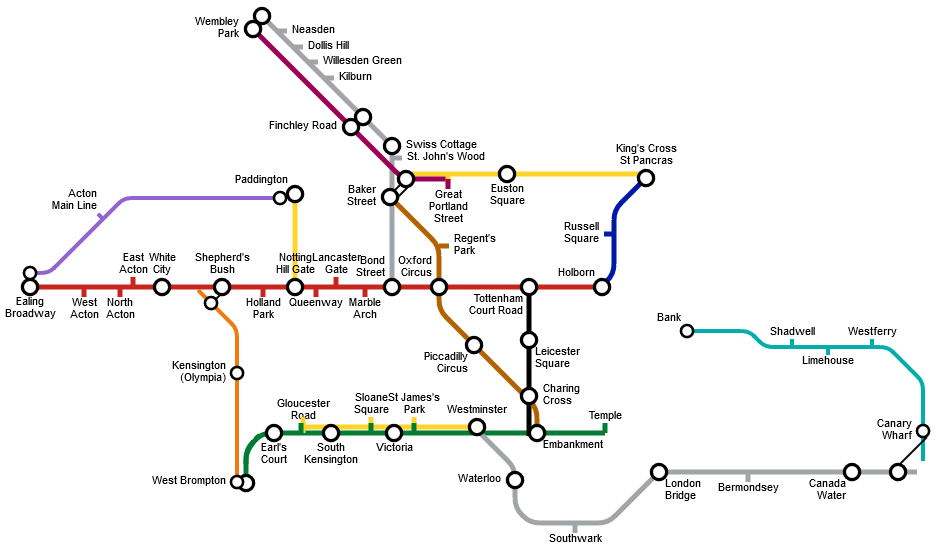 Wembley
Park
Neasden
Dollis Hill
Willesden Green
Kilburn
Finchley Road
Swiss Cottage
St. John's Wood
King's Cross
St Pancras
Paddington
Acton
Main Line
Baker
Street
Great
Portland
Street
Euston
Square
Russell
Square
Regent's
Park
East
Acton
White
City
Shepherd's
Bush
Notting
Hill Gate
Lancaster
Gate
Bond
Street
Oxford
Circus
Holborn
Ealing
Broadway
West
Acton
North
Acton
Holland
Park
Queenway
Marble
Arch
Tottenham
Court Road
Bank
Shadwell
Westferry
Limehouse
Kensington
(Olympia)
Piccadilly
Circus
Leicester
Square
Charing
Cross
Gloucester
Road
Sloane
Square
St James's
Park
Westminster
Temple
Earl's
Court
South
Kensington
Victoria
Embankment
Canary
Wharf
West Brompton
Waterloo
London
Bridge
Bermondsey
Canada
Water
Southwark